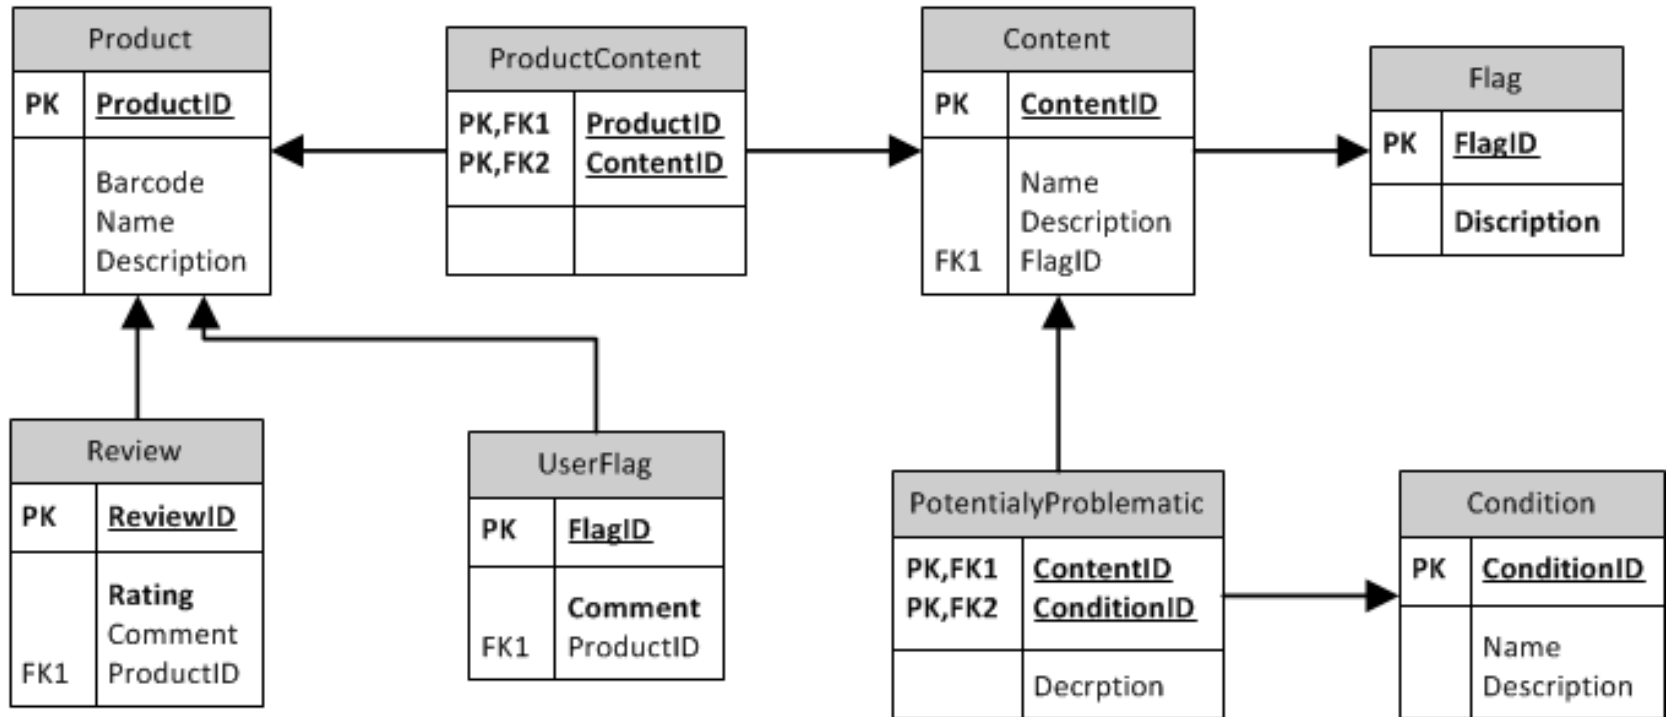 Product
PK ProductID
Barcode
Name
Description
ProductContent
PK,FK1 ProductID
PK,FK2 ContentID
Content
PK ContentID
Name
Description
FK1 FlagID
Flag
PK FlagID
Discription
Review
PK ReviewID
Rating
Comment
FK1 ProductID
UserFlag
PK FlagID
Comment
FK1 ProductID
PotentialyProblematic
PK,FK1 ContentID
PK,FK2 ConditionID
Decrption
Condition
PK ConditionID
Name
Description